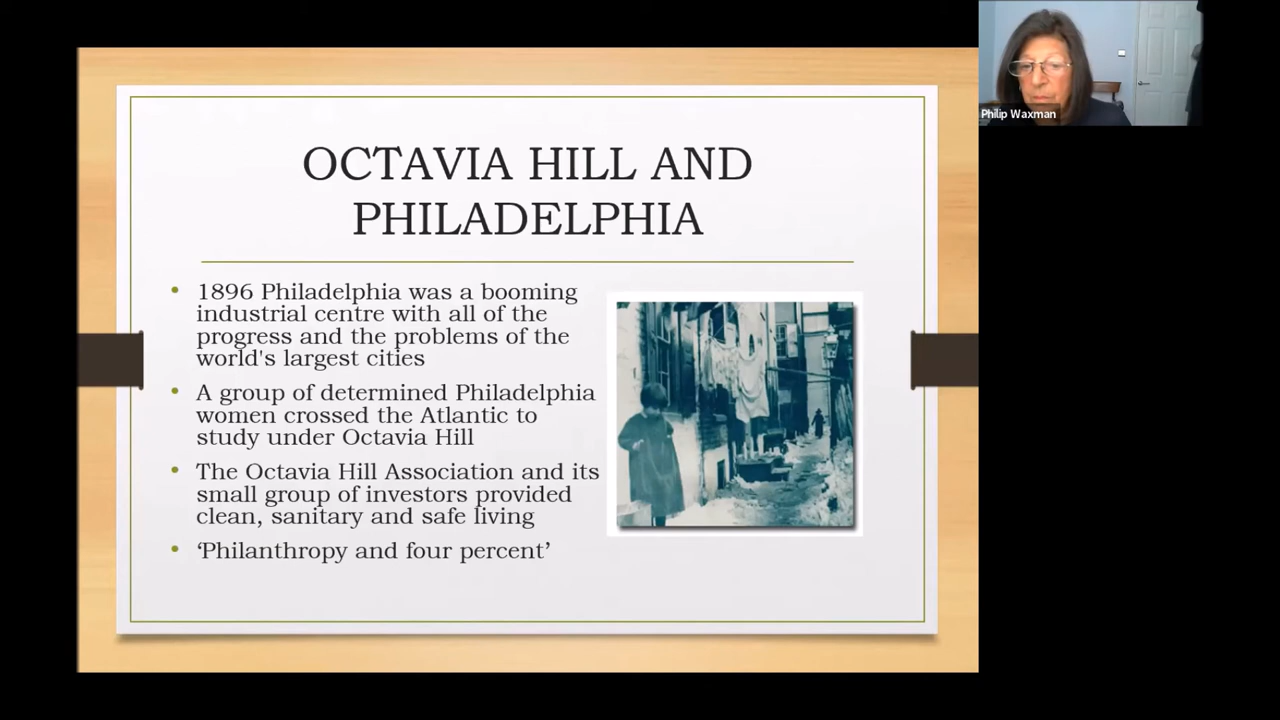 OCTAVIA HILL AND
PHILADELPHIA
• 1896 Philadelphia was a booming
industrial centre with all of the
progress and the problems of the
world's largest cities
• A group of determined Philadelphia
women crossed the Atlantic to
study under Octavia Hill
• The Octavia Hill Association and its
small group of investors provided
clean, sanitary and safe living
• ‘Philanthropy and four percent’
Philip Waxman